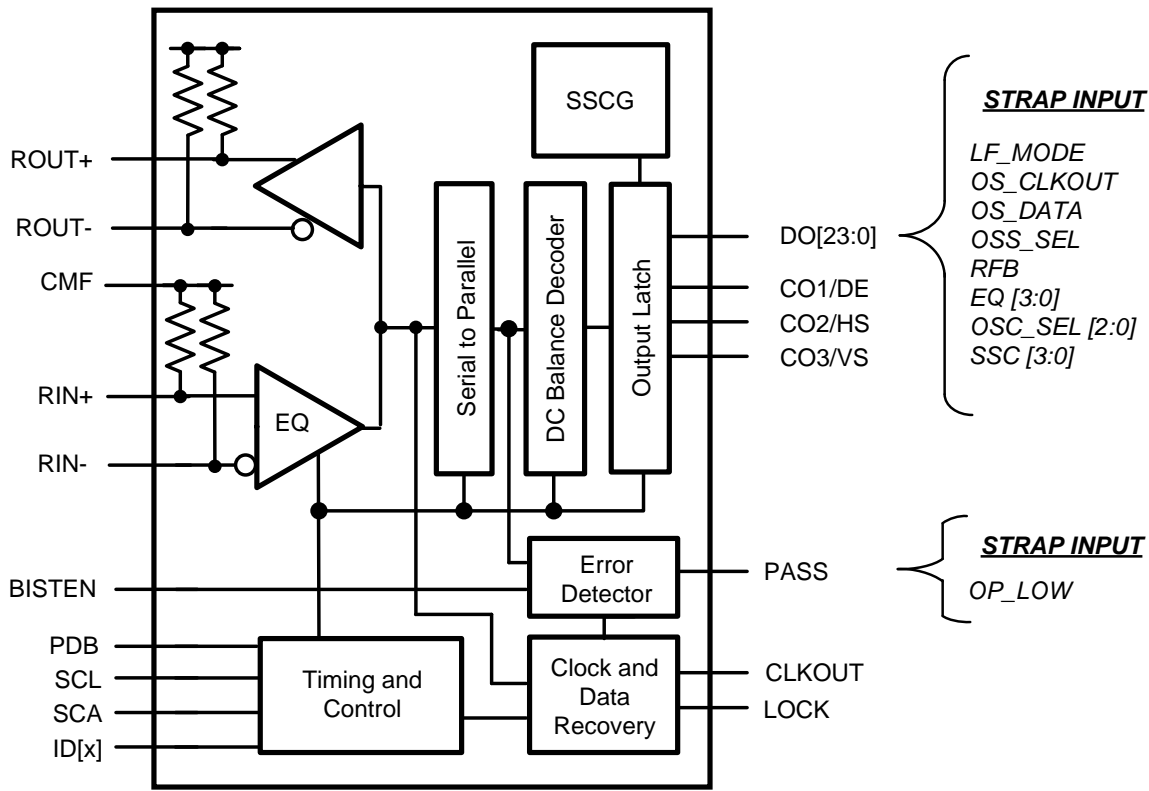 ROUT+
ROUT-
CMF
RIN+
RIN-
BISTEN
PDB
SCL
SCA
ID[x]
EQ
SSCG
Serial to Parallel
DC Balance Decoder
Output Latch
Error
Detector
Timing and
Control
Clock and
Data
Recovery
DO[23:0]
CO1/DE
CO2/HS
CO3/VS
PASS
CLKOUT
LOCK
STRAP INPUT
LF_MODE
OS_CLKOUT
OS_DATA
OSS_SEL
RFB
EQ [3:0]
OSC_SEL [2:0]
SSC [3:0]
STRAP INPUT
OP_LOW